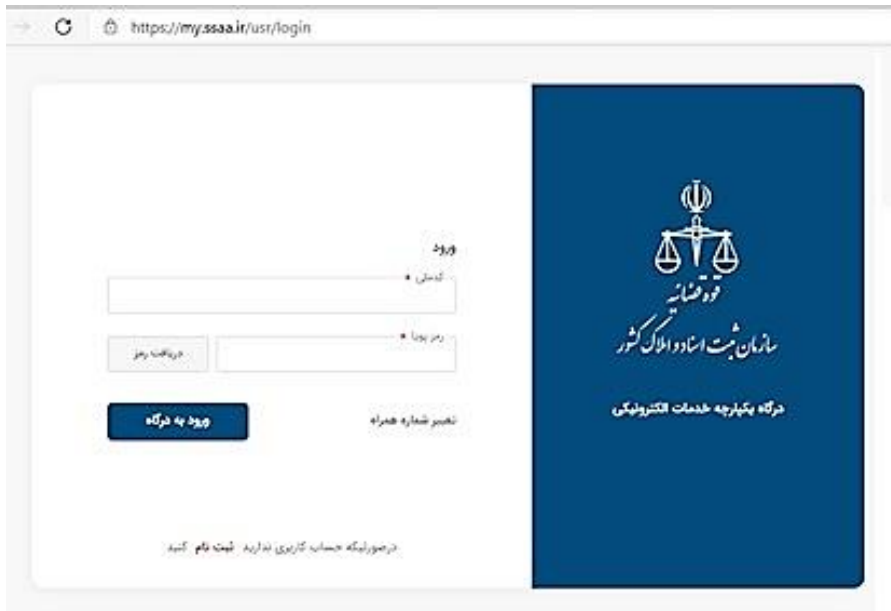 https://my.ssaa.ir/usr/login
قوه قضائیه
سازمان ثبت اسناد و املاک کشور
درگاه یکپارچه خدمات الکترونیکی
ورود
کدملی *
رمز پویا *
دریافت رمز
تغییر شماره همراه
ورود به درگاه
درصورتیکه حساب کاربری ندارید ثبت نام کنید